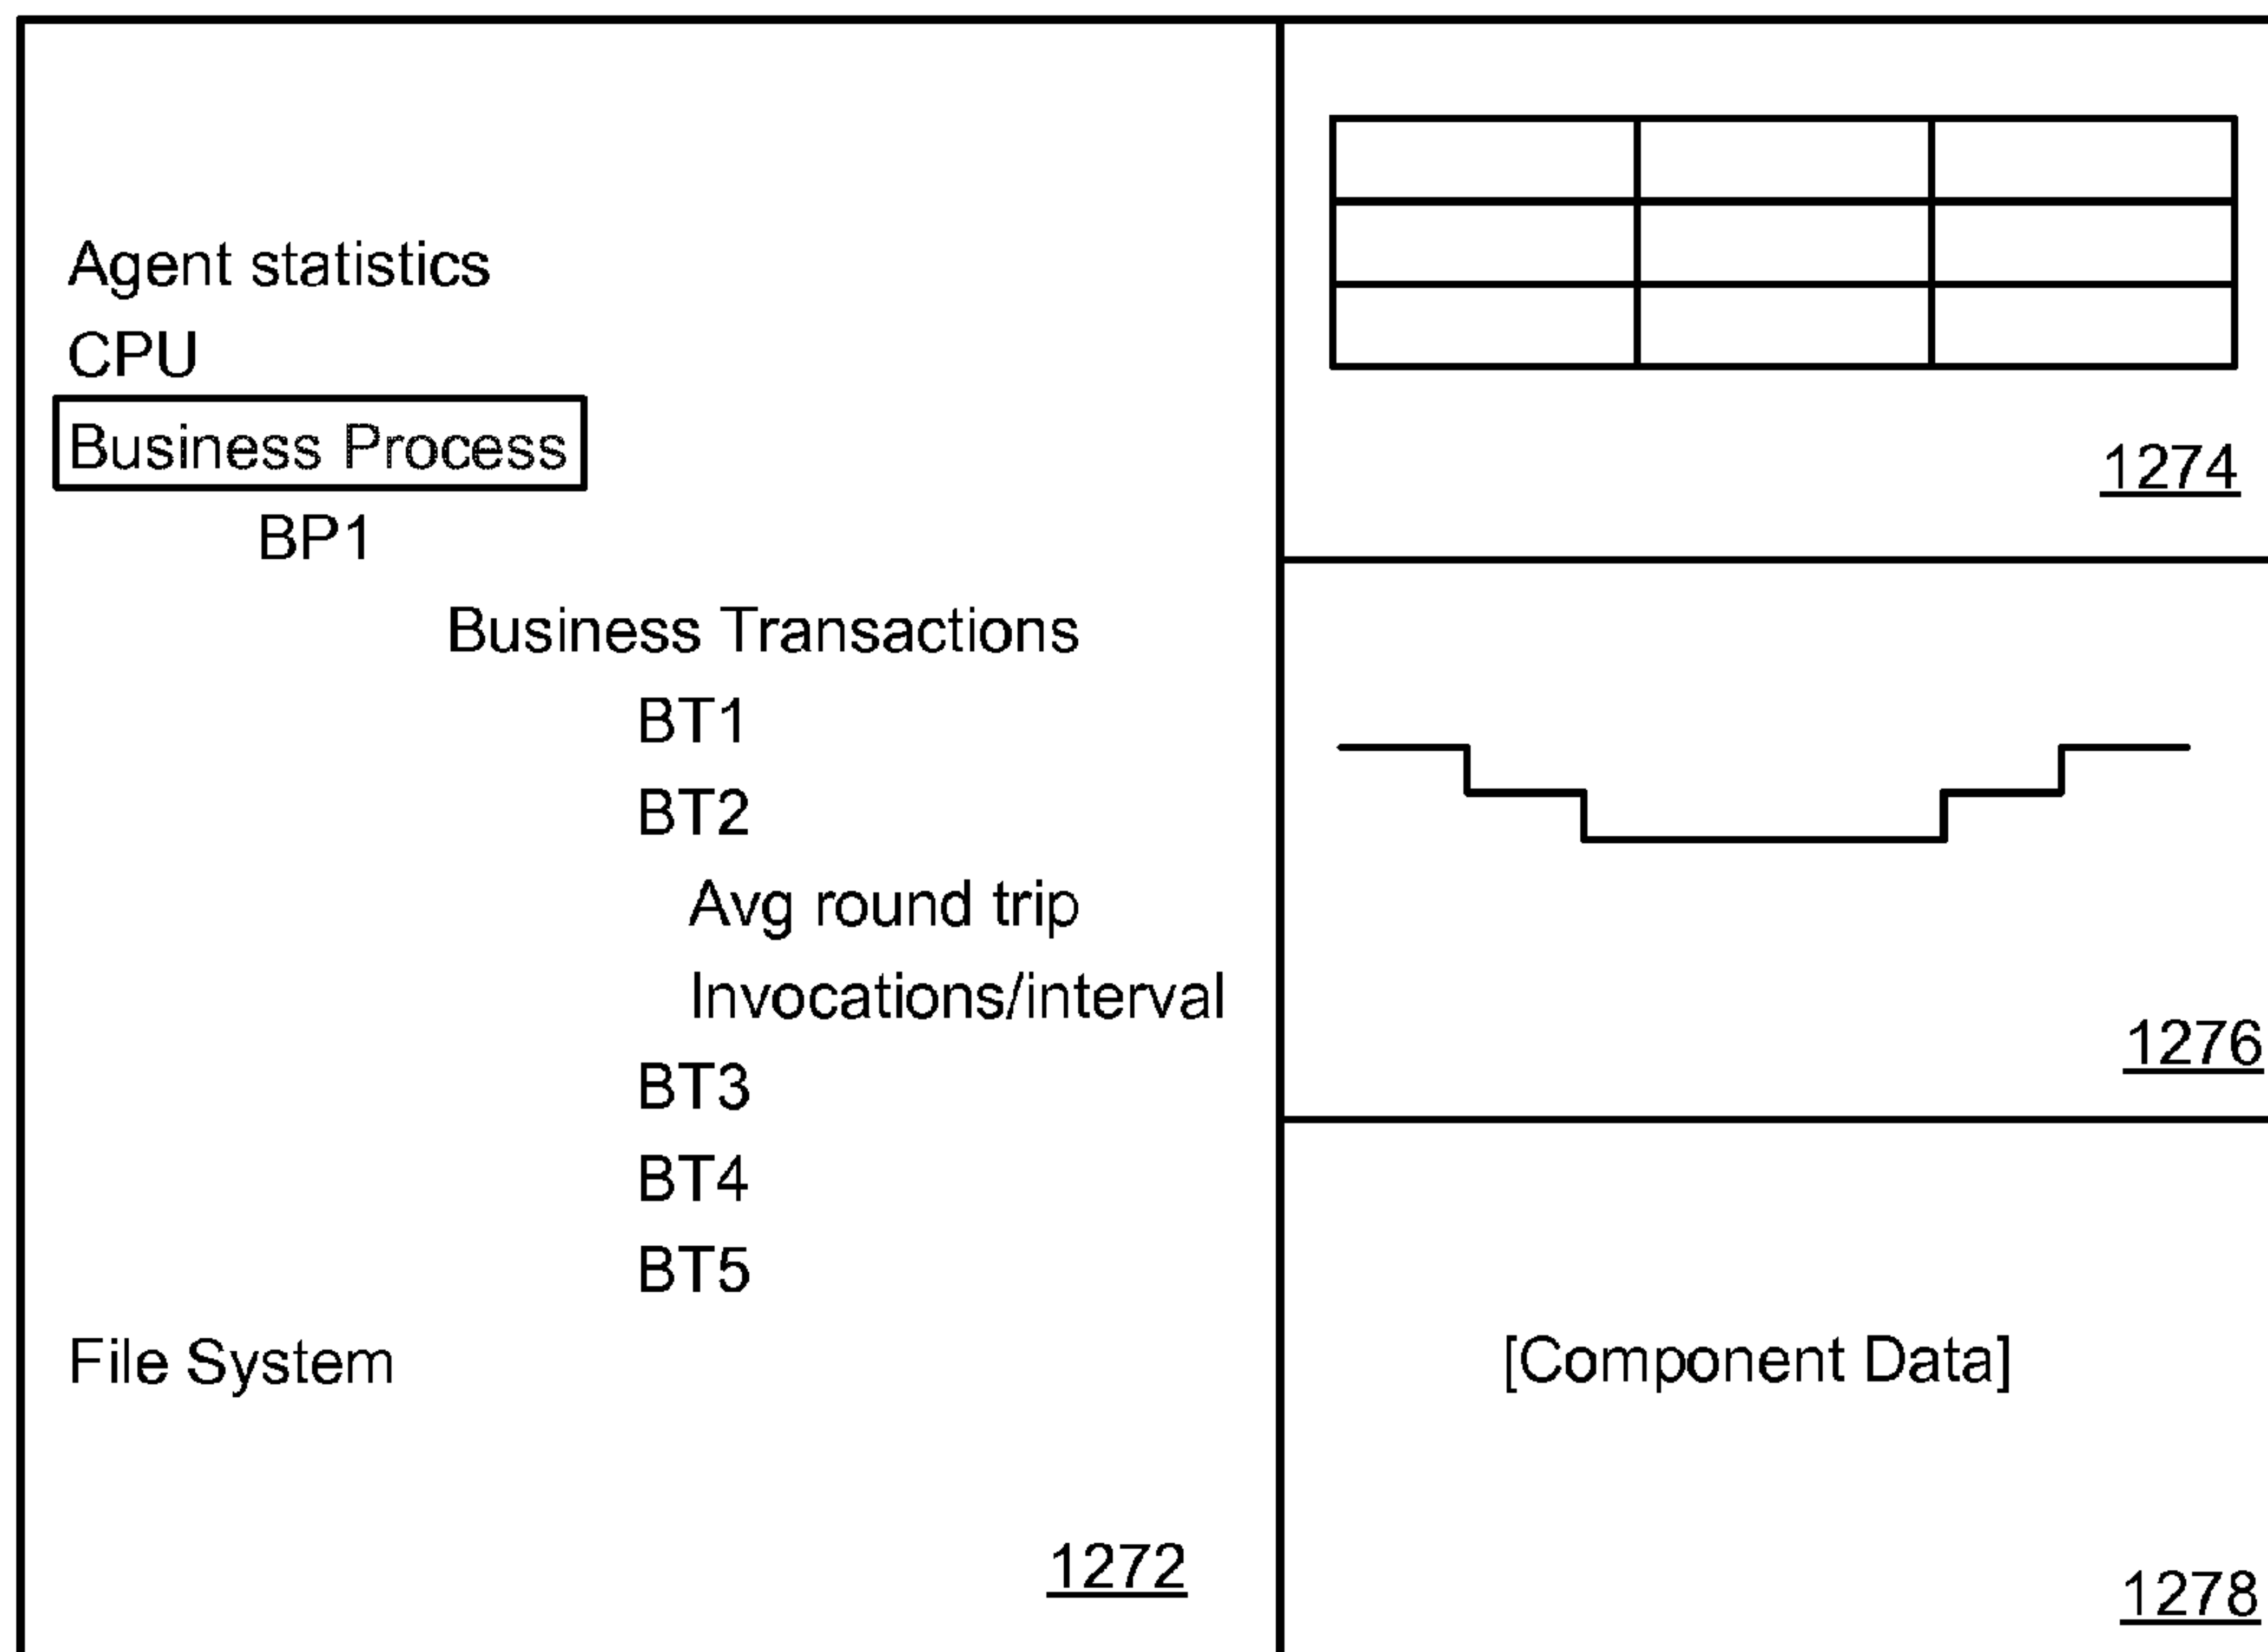 Agent statistics
CPU
Business Process
BP1
Business Transactions
BT1
BT2
Avg round trip
Invocations/interval
BT3
BT4
BT5
File System
1272
1274
1276
[Component Data]
1278